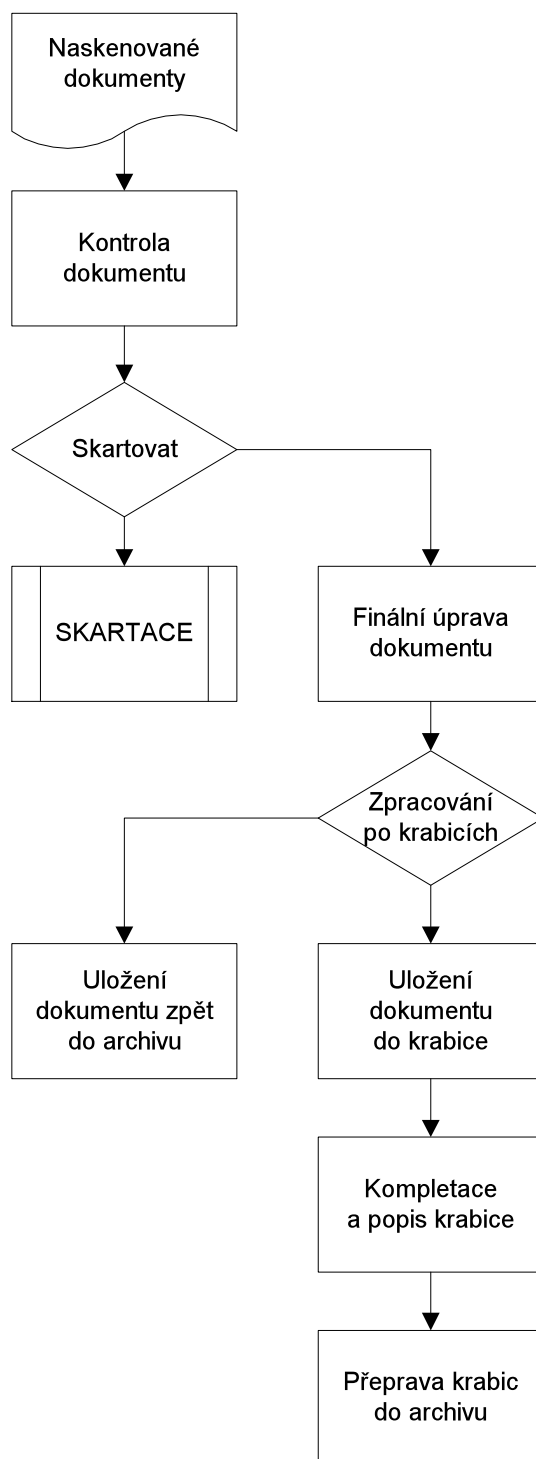 Naskenované
dokumenty
Kontrola
dokumentu
Skartovat
SKARTACE
Finální úprava
dokumentu
Zpracování
po krabicích
Uložení
dokumentu zpět
do archivu
Uložení
dokumentu
do krabice
Kompletace
a popis krabice
Přeprava krabic
do archivu